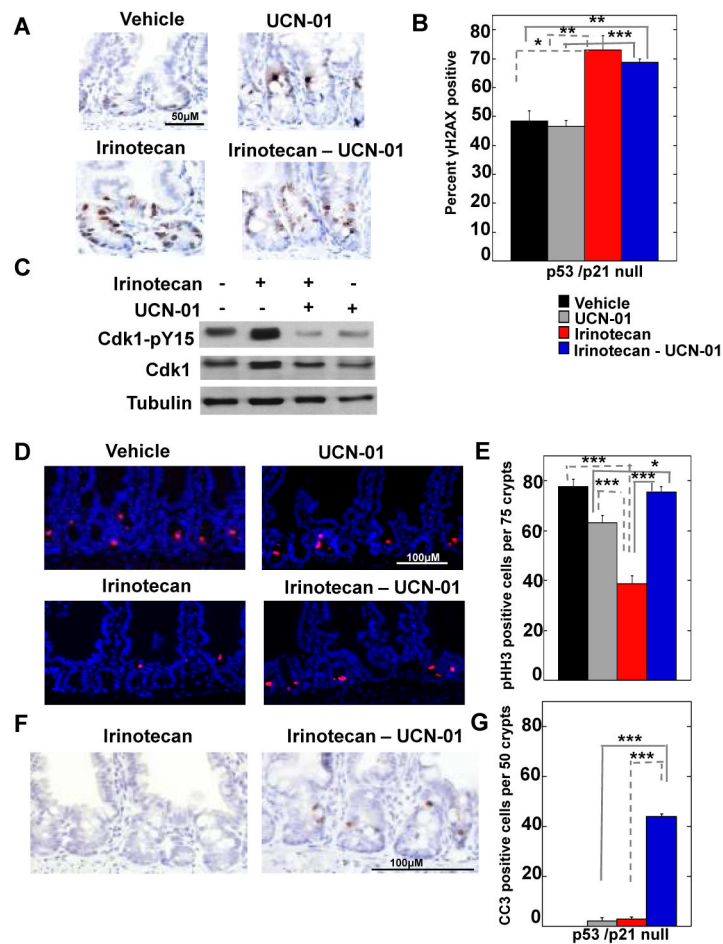 A
Vehicle
UCN-01
50µM
Irinotecan
Irinotecan – UCN-01
B
Percent γH2AX positive
80
70
60
50
40
30
20
10
0
*
**
**
***
p53 /p21 null
Vehicle
UCN-01
Irinotecan
Irinotecan - UCN-01
C
Irinotecan - + + -
UCN-01 - - + +
Cdk1-pY15
Cdk1
Tubulin
D
Vehicle
UCN-01
100µM
Irinotecan
Irinotecan – UCN-01
E
pHH3 positive cells per 75 crypts
80
60
40
20
0
***
***
***
*
F
Irinotecan
Irinotecan – UCN-01
100µM
G
CC3 positive cells per 50 crypts
80
60
40
20
0
***
***
p53 /p21 null